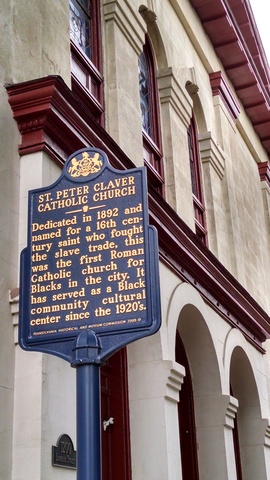 ST. PETER CLAVER
CATHOLIC CHURCH
Dedicated in 1892 and
named for a 16th cen-
tury saint who fought
the slave trade, this
was the first Roman
Catholic church for
Blacks in the city. It
has served as a Black
community cultural
center since the 1920's.
PENNSYLVANIA HISTORICAL AND MUSEUM COMMISSION